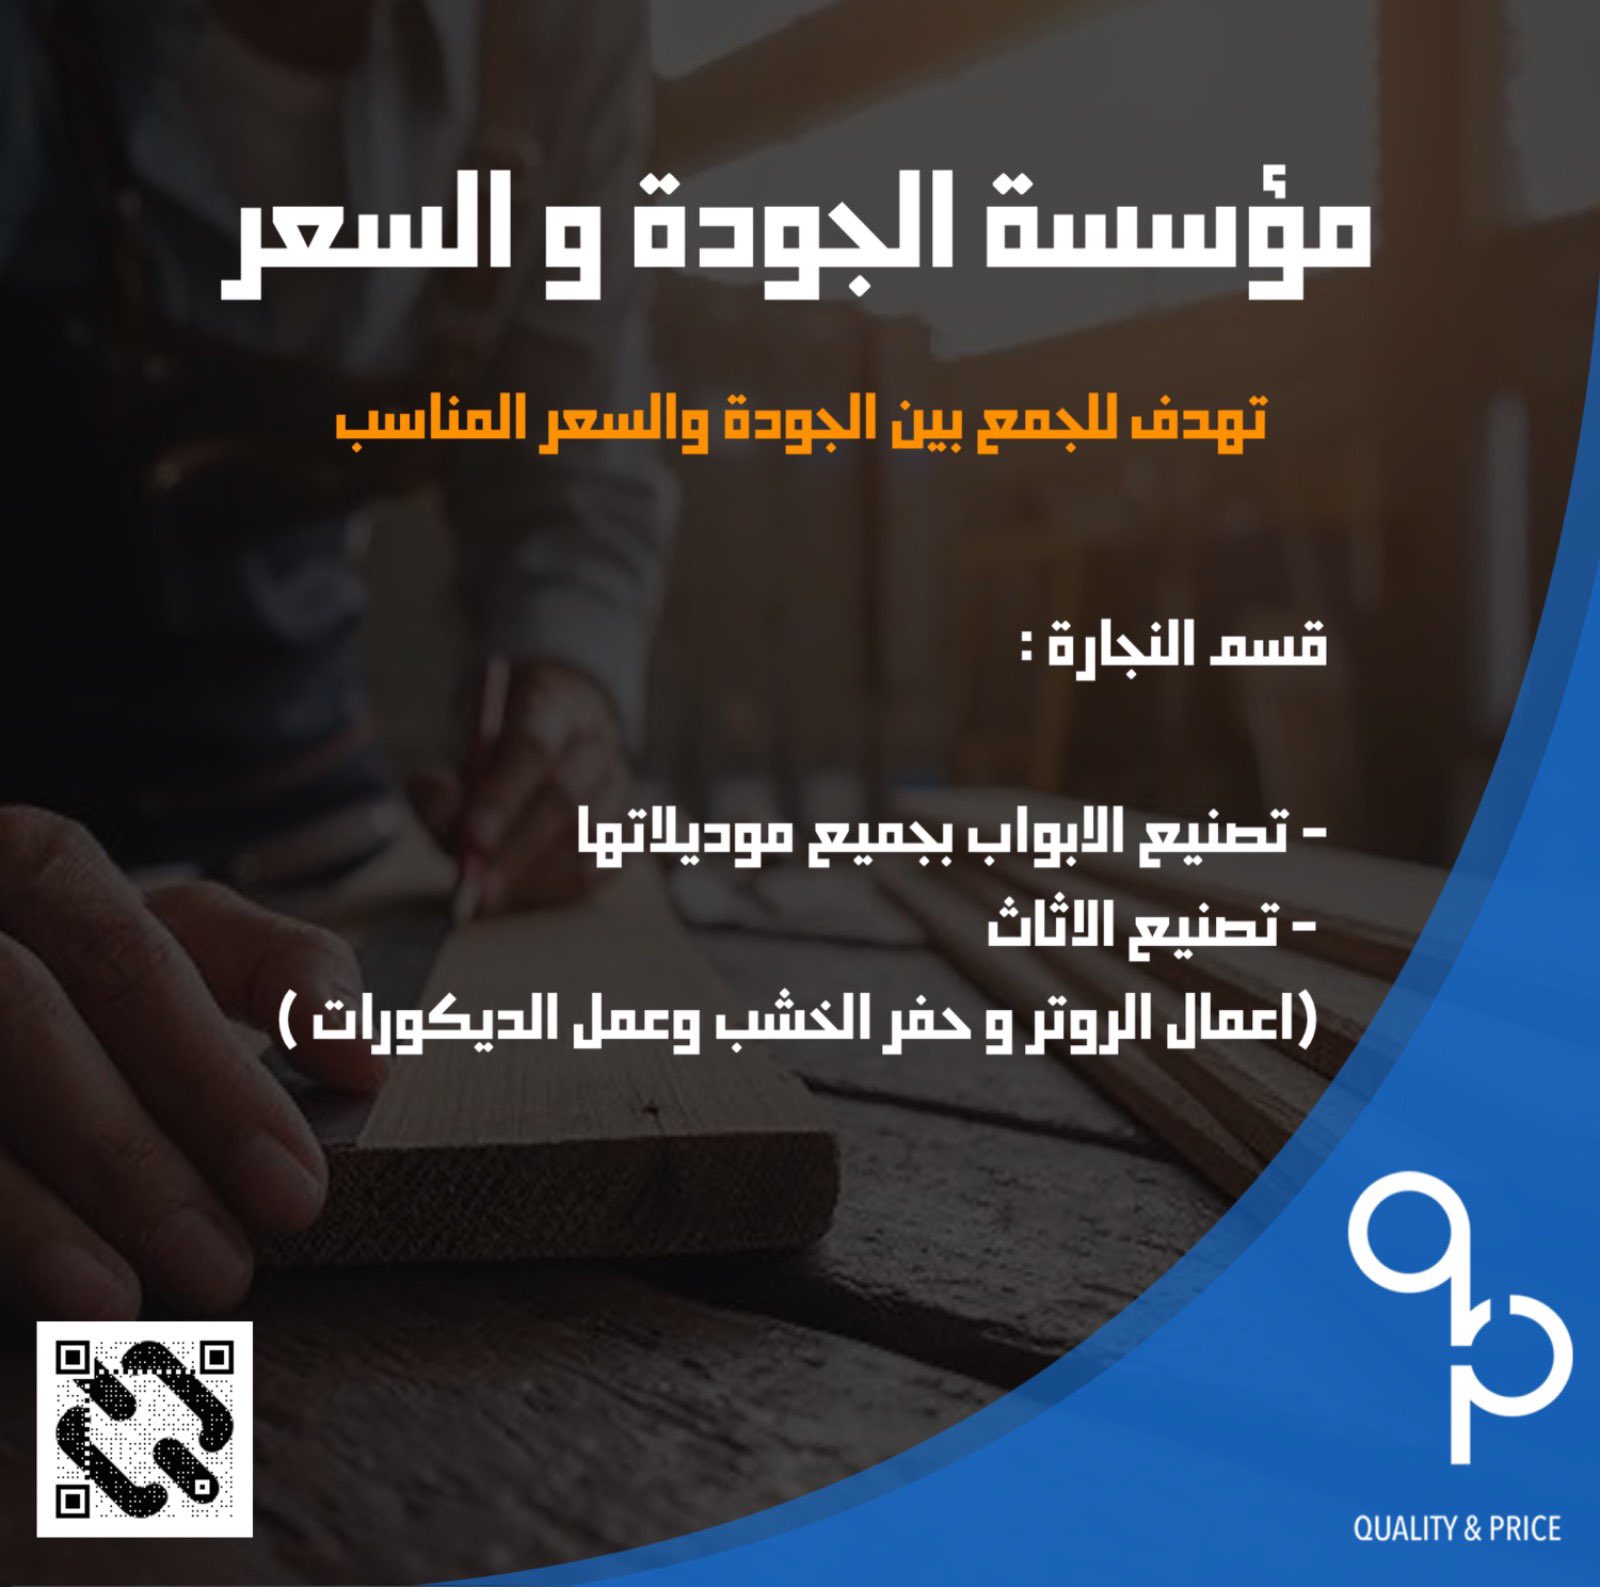 مؤسسة الجودة و السعر
تهدف للجمع بين الجودة والسعر المناسب
قسم النجارة :
- تصنيع الابواب بجميع موديلاتها
- تصنيع الاثاث
(اعمال الروتر و حفر الخشب وعمل الديكورات )
qp
QUALITY & PRICE